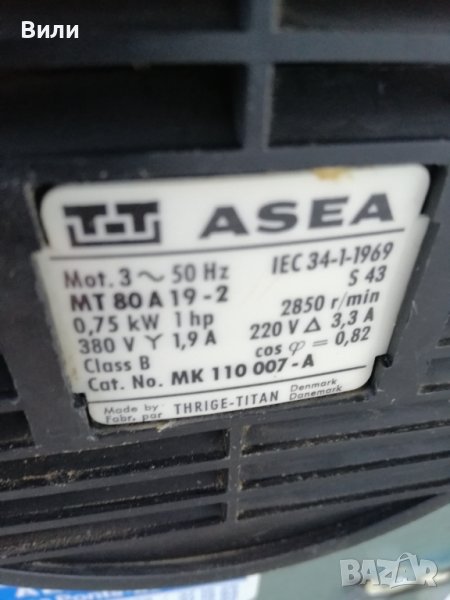 Вили
T-T ASEA
Mot. 3 ~ 50 Hz IEC 34-1-1969
MT 80 A 19-2 S 43
0,75 kW 1 hp 2850 r/min
380 V Y 1,9 A 220 V Δ 3,3 A
Class B cos φ = 0,82
Cat. No. MK 110 007-A
Made by Denmark
Fabr. par THRIGE-TITAN Danemark
BAZAR